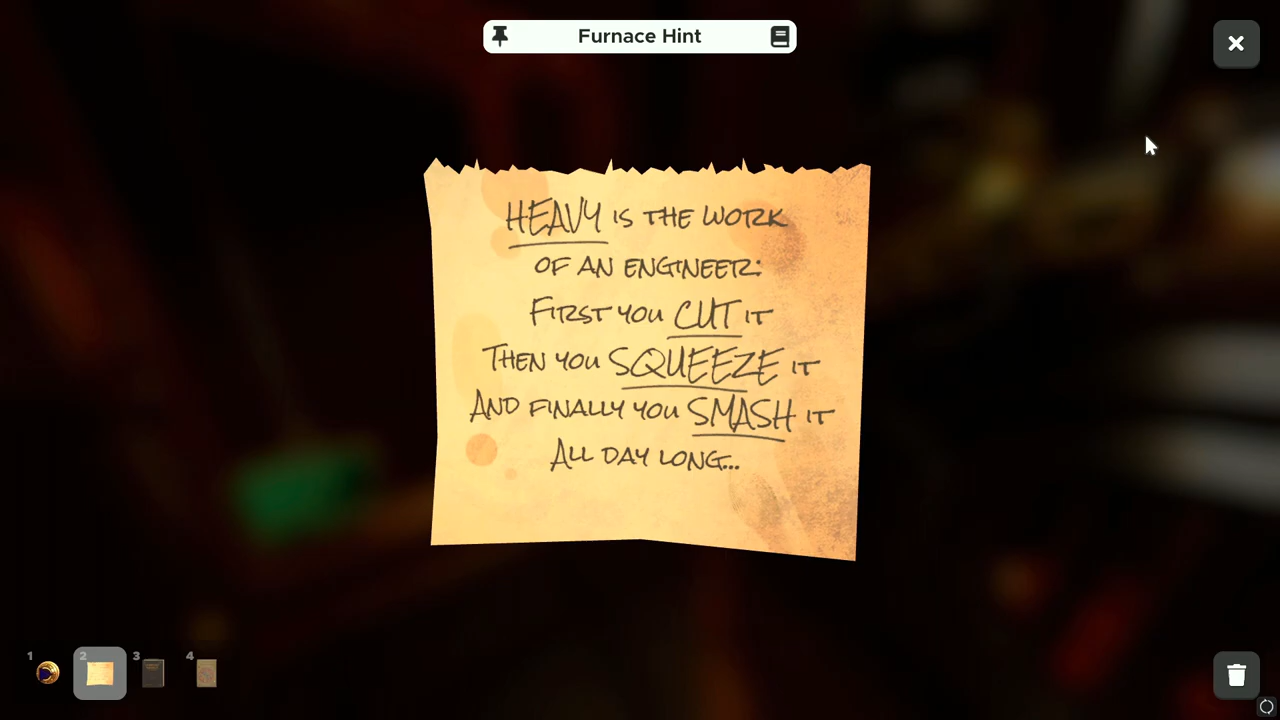 Furnace Hint
HEAVY IS THE WORK
OF AN ENGINEER:
FIRST YOU CUT IT
THEN YOU SQUEEZE IT
AND FINALLY YOU SMASH IT
ALL DAY LONG...
1
2
3
4